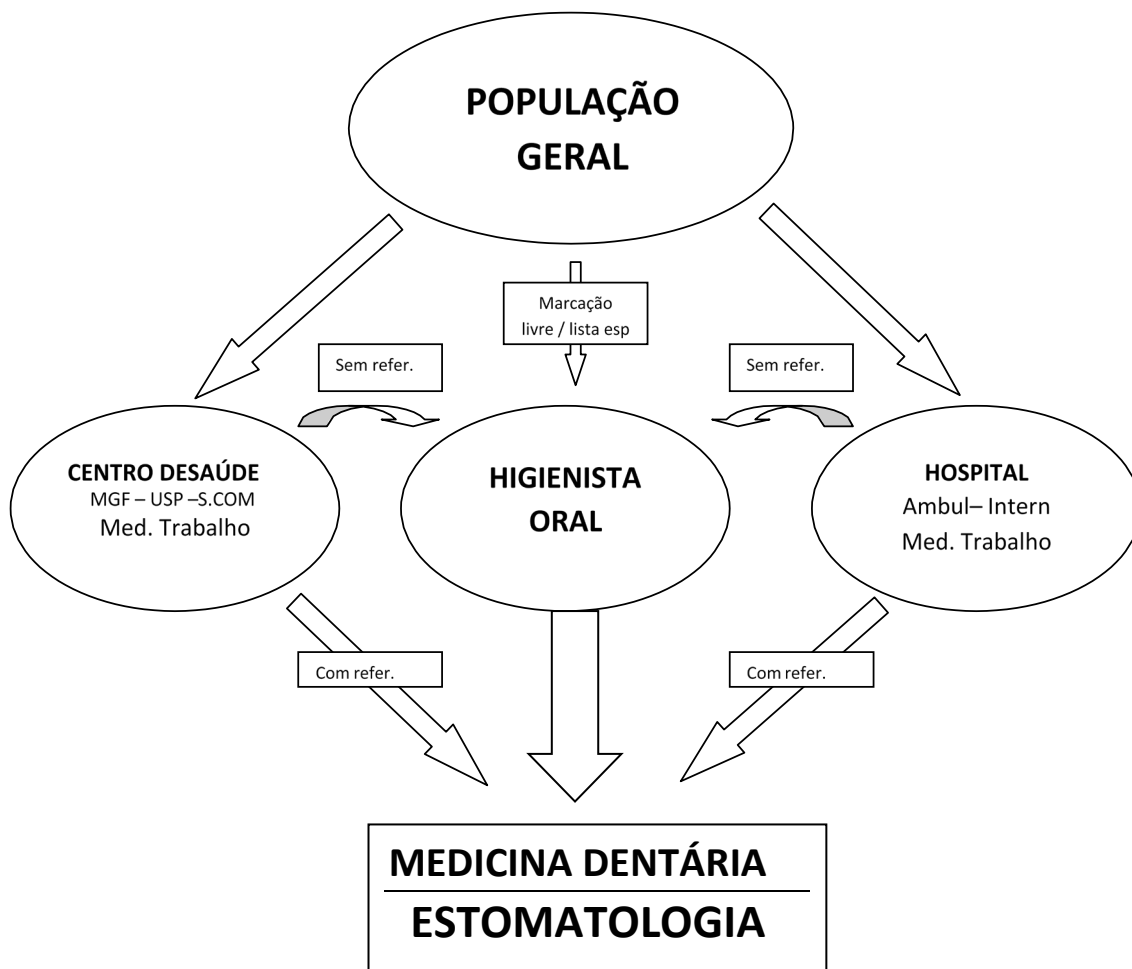 POPULAÇÃO
GERAL
Marcação
livre / lista esp
Sem refer.
Sem refer.
CENTRO DESAÚDE
MGF – USP –S.COM
Med. Trabalho
HIGIENISTA
ORAL
HOSPITAL
Ambul– Intern
Med. Trabalho
Com refer.
Com refer.
MEDICINA DENTÁRIA
ESTOMATOLOGIA